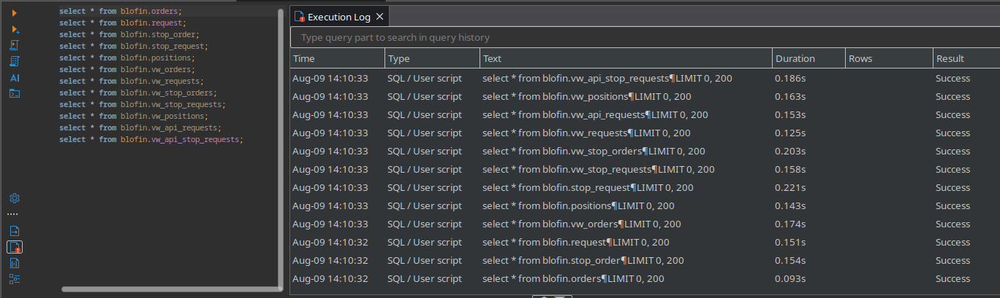 select * from blofin.orders;
select * from blofin.request;
select * from blofin.stop_order;
select * from blofin.stop_request;
select * from blofin.positions;
select * from blofin.vw_orders;
select * from blofin.vw_requests;
select * from blofin.vw_stop_orders;
select * from blofin.vw_stop_requests;
select * from blofin.vw_positions;
select * from blofin.vw_api_requests;
select * from blofin.vw_api_stop_requests;
AI
Execution Log
Type query part to search in query history
Time Type Text Duration Rows Result
Aug-09 14:10:33 SQL / User script select * from blofin.vw_api_stop_requests¶LIMIT 0, 200 0.186s Success
Aug-09 14:10:33 SQL / User script select * from blofin.vw_positions¶LIMIT 0, 200 0.163s Success
Aug-09 14:10:33 SQL / User script select * from blofin.vw_api_requests¶LIMIT 0, 200 0.153s Success
Aug-09 14:10:33 SQL / User script select * from blofin.vw_requests¶LIMIT 0, 200 0.125s Success
Aug-09 14:10:33 SQL / User script select * from blofin.vw_stop_orders¶LIMIT 0, 200 0.203s Success
Aug-09 14:10:33 SQL / User script select * from blofin.vw_stop_requests¶LIMIT 0, 200 0.158s Success
Aug-09 14:10:33 SQL / User script select * from blofin.stop_request¶LIMIT 0, 200 0.221s Success
Aug-09 14:10:33 SQL / User script select * from blofin.positions¶LIMIT 0, 200 0.143s Success
Aug-09 14:10:33 SQL / User script select * from blofin.vw_orders¶LIMIT 0, 200 0.174s Success
Aug-09 14:10:32 SQL / User script select * from blofin.request¶LIMIT 0, 200 0.151s Success
Aug-09 14:10:32 SQL / User script select * from blofin.stop_order¶LIMIT 0, 200 0.154s Success
Aug-09 14:10:32 SQL / User script select * from blofin.orders¶LIMIT 0, 200 0.093s Success